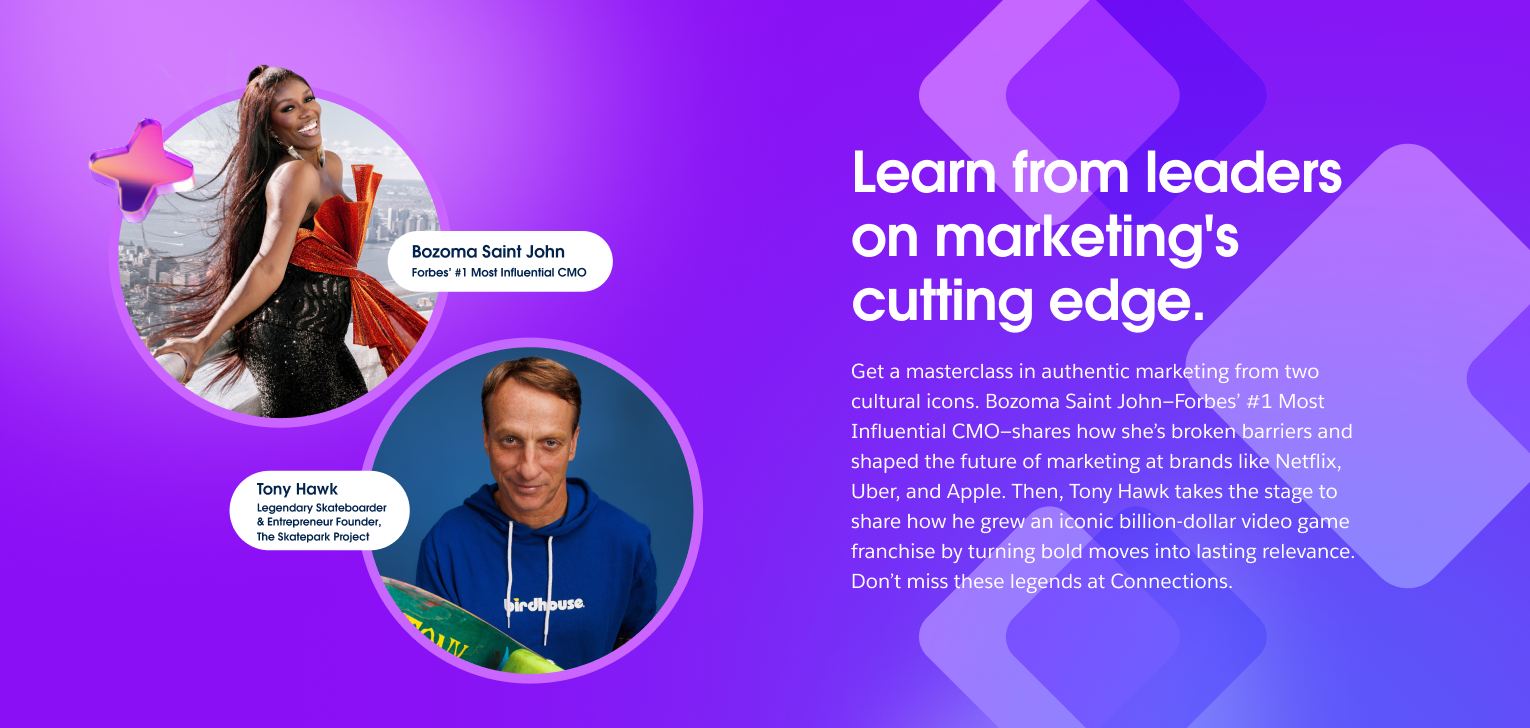 Bozoma Saint John
Forbes' #1 Most Influential CMO
Tony Hawk
Legendary Skateboarder
& Entrepreneur Founder,
The Skatepark Project
birdhouse.
TONY
Learn from leaders
on marketing's
cutting edge.
Get a masterclass in authentic marketing from two
cultural icons. Bozoma Saint John—Forbes’ #1 Most
Influential CMO—shares how she’s broken barriers and
shaped the future of marketing at brands like Netflix,
Uber, and Apple. Then, Tony Hawk takes the stage to
share how he grew an iconic billion-dollar video game
franchise by turning bold moves into lasting relevance.
Don’t miss these legends at Connections.